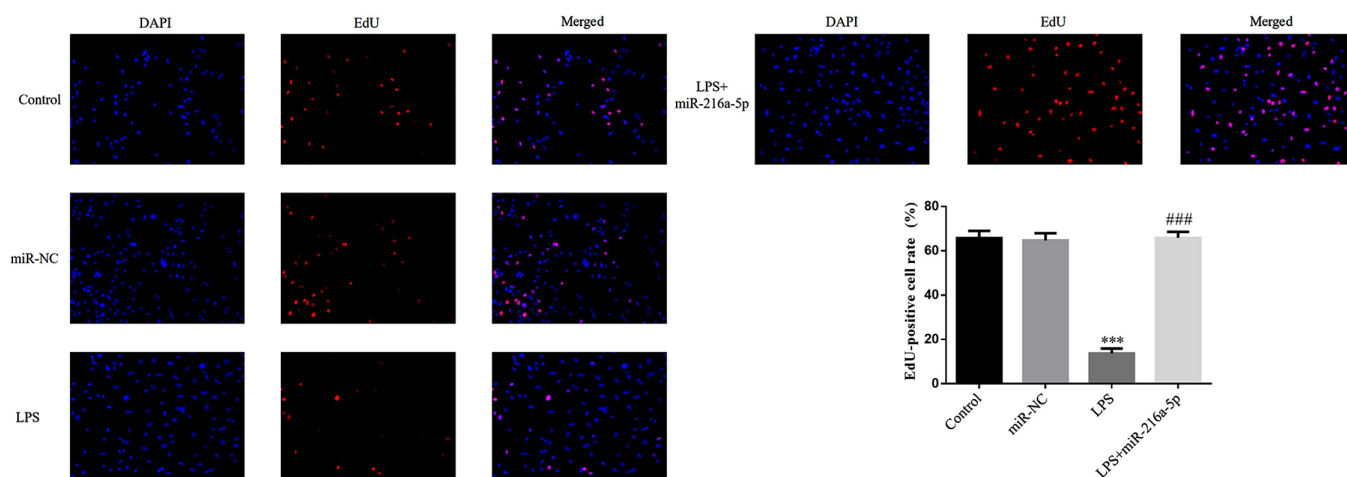 DAPI EdU Merged
Control
miR-NC
LPS
DAPI EdU Merged
LPS+
miR-216a-5p
EdU-positive cell rate (%)
80
60
40
20
0
***
###
Control
miR-NC
LPS
LPS+miR-216a-5p